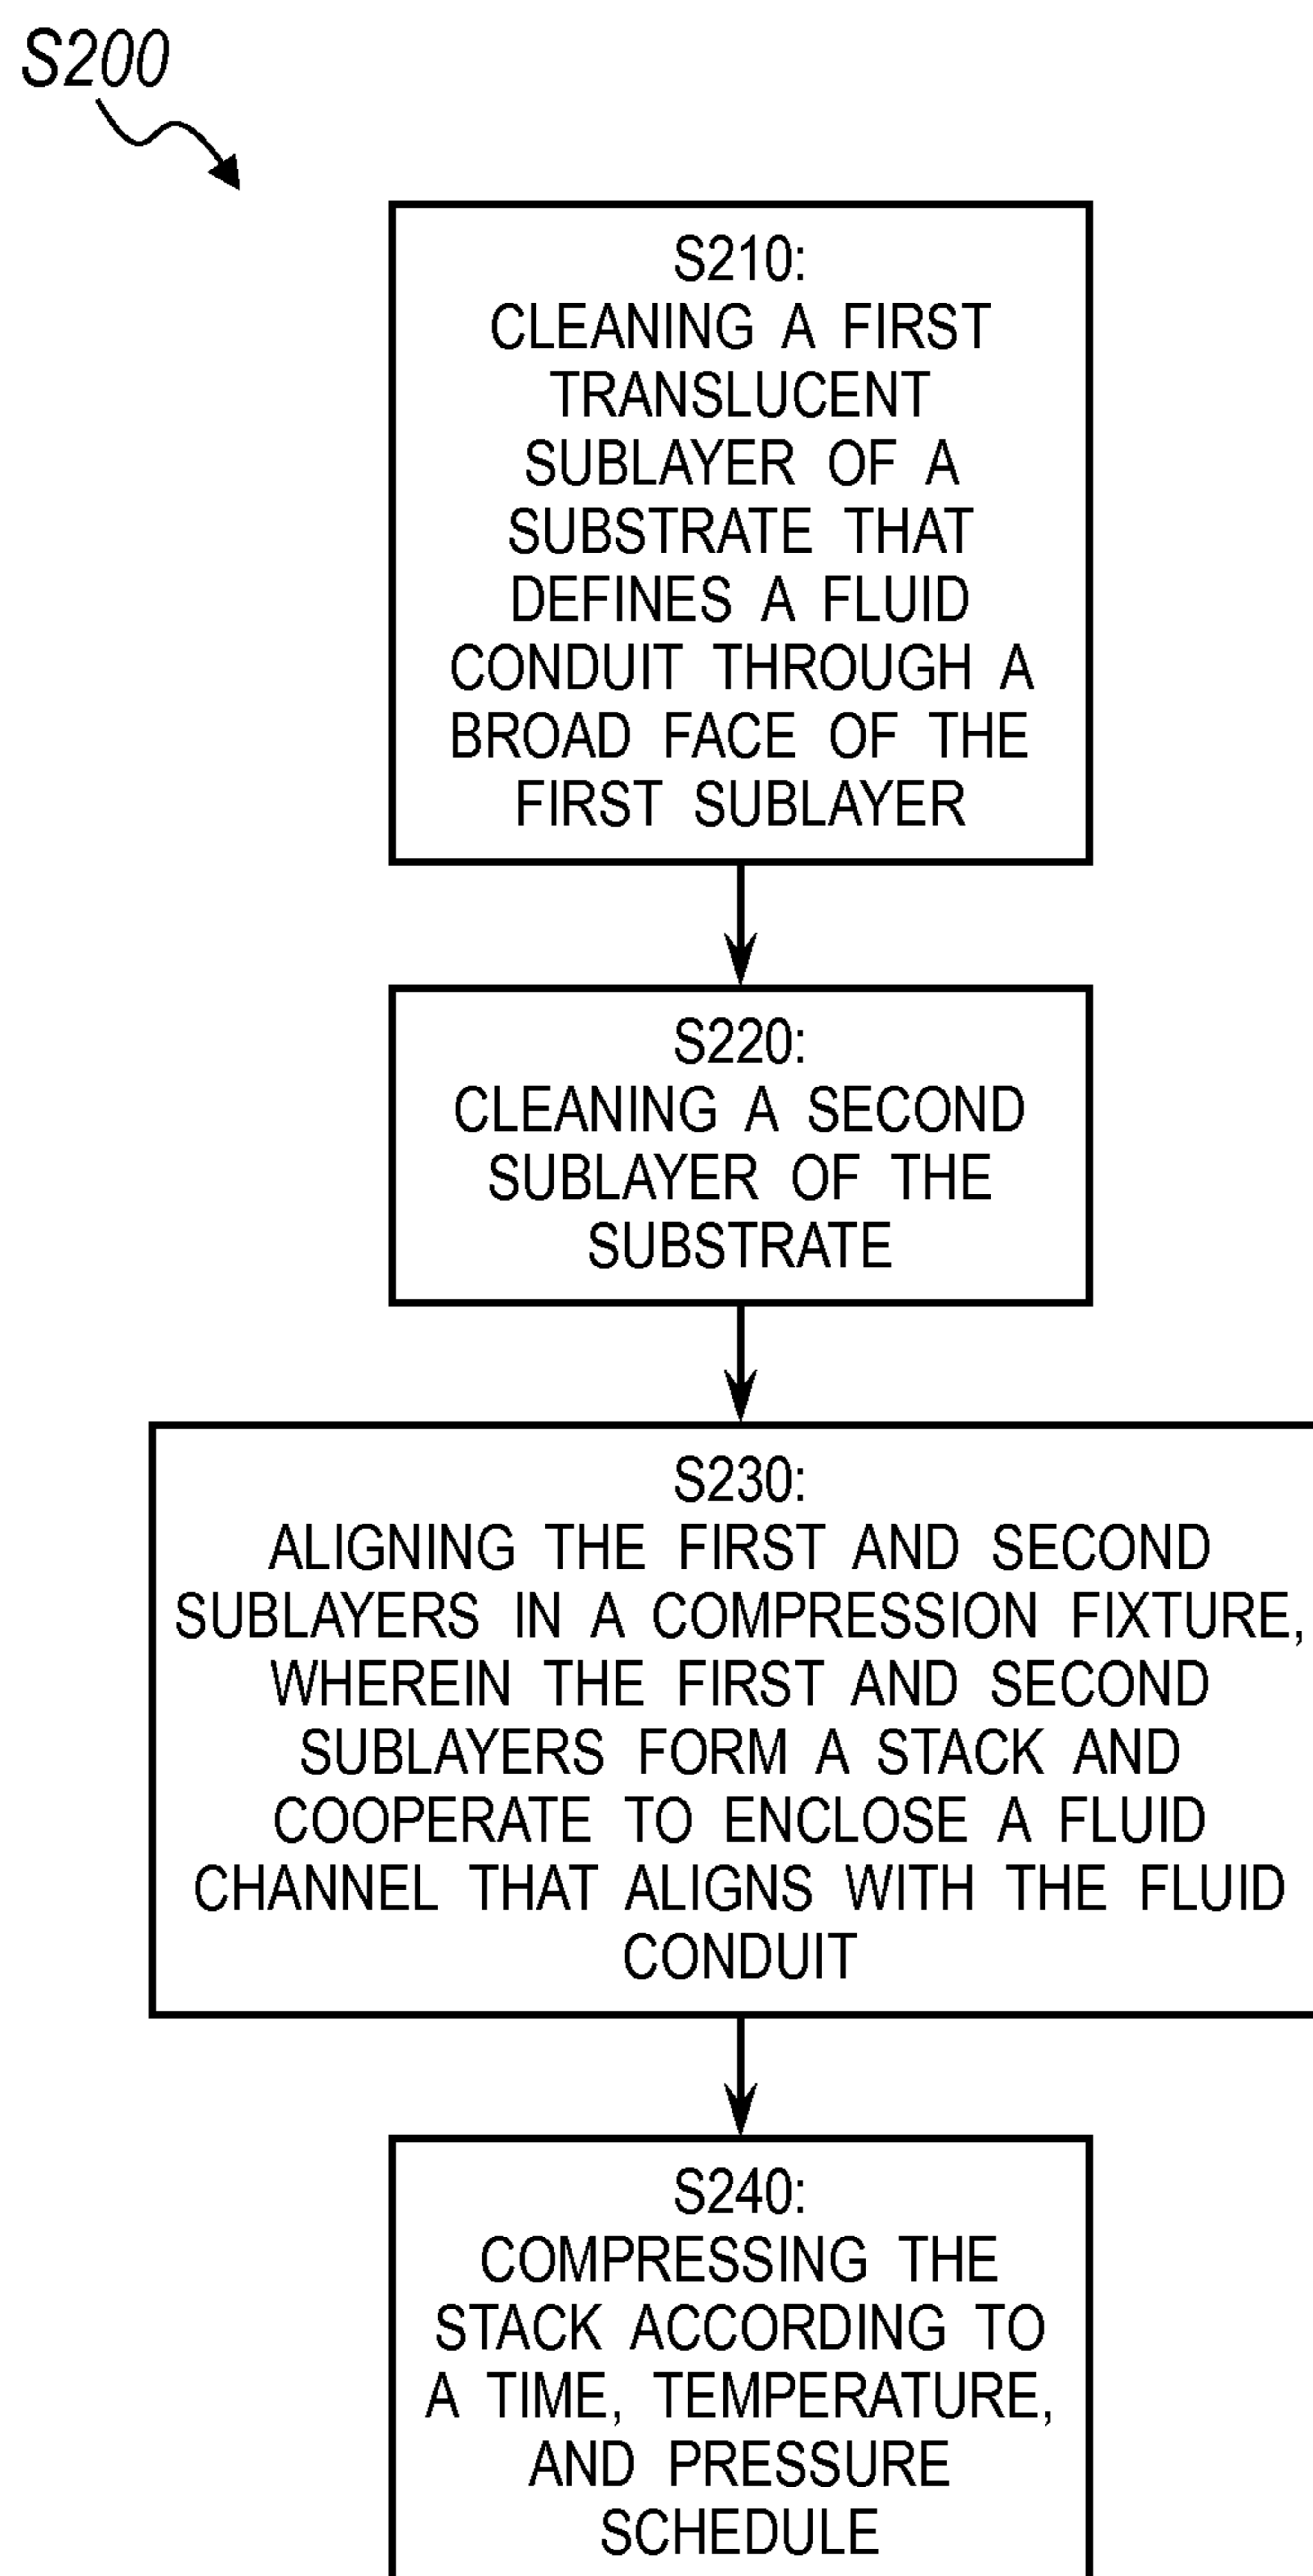 S200
S210:
CLEANING A FIRST
TRANSLUCENT
SUBLAYER OF A
SUBSTRATE THAT
DEFINES A FLUID
CONDUIT THROUGH A
BROAD FACE OF THE
FIRST SUBLAYER
S220:
CLEANING A SECOND
SUBLAYER OF THE
SUBSTRATE
S230:
ALIGNING THE FIRST AND SECOND
SUBLAYERS IN A COMPRESSION FIXTURE,
WHEREIN THE FIRST AND SECOND
SUBLAYERS FORM A STACK AND
COOPERATE TO ENCLOSE A FLUID
CHANNEL THAT ALIGNS WITH THE FLUID
CONDUIT
S240:
COMPRESSING THE
STACK ACCORDING TO
A TIME, TEMPERATURE,
AND PRESSURE
SCHEDULE